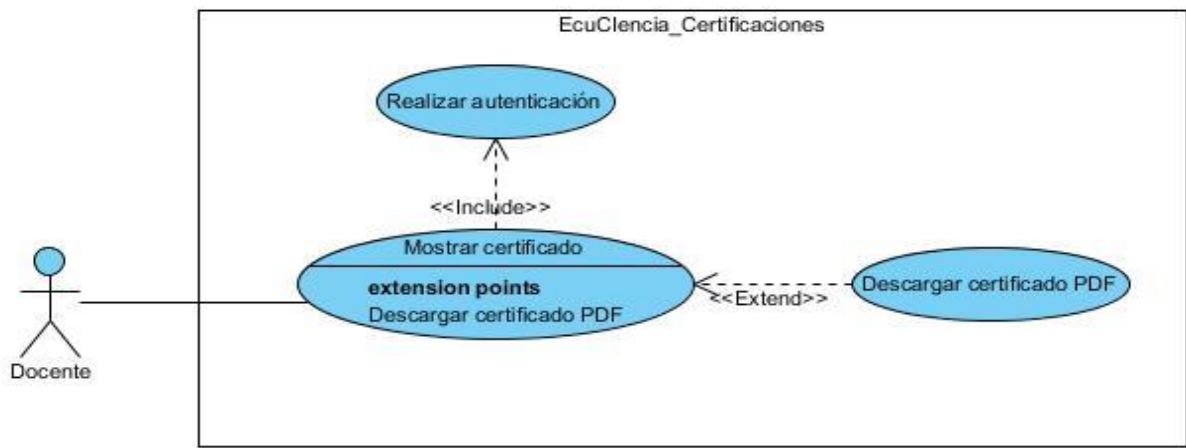 EcuCIencia_Certificaciones
Realizar autenticación
<<Include>>
Mostrar certificado
extension points
Descargar certificado PDF
<<Extend>>
Descargar certificado PDF
Docente